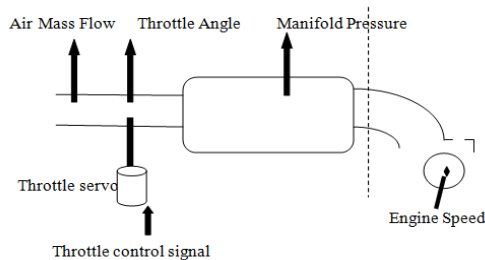 Air Mass Flow
Throttle Angle
Manifold Pressure
Throttle servo
Engine Speed
Throttle control signal